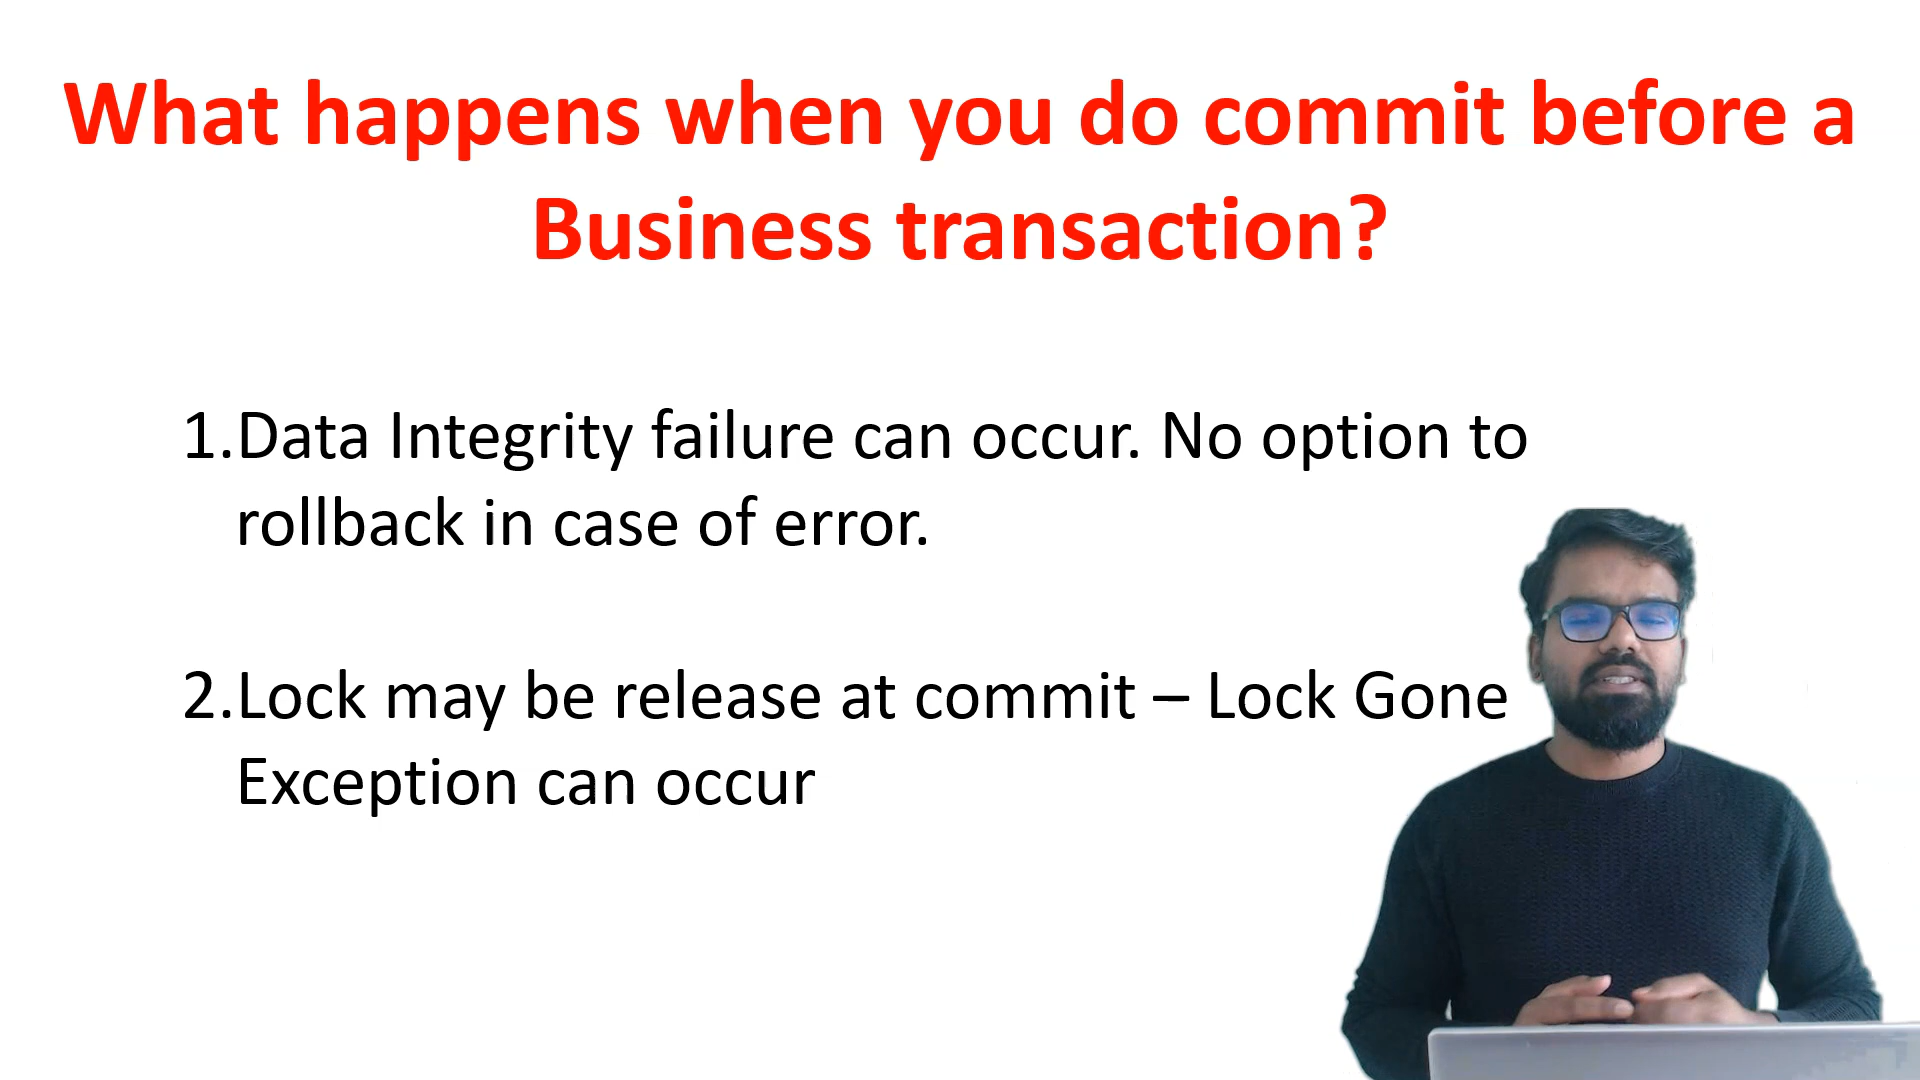 What happens when you do commit before a
Business transaction?
1.Data Integrity failure can occur. No option to
rollback in case of error.
2.Lock may be release at commit – Lock Gone
Exception can occur